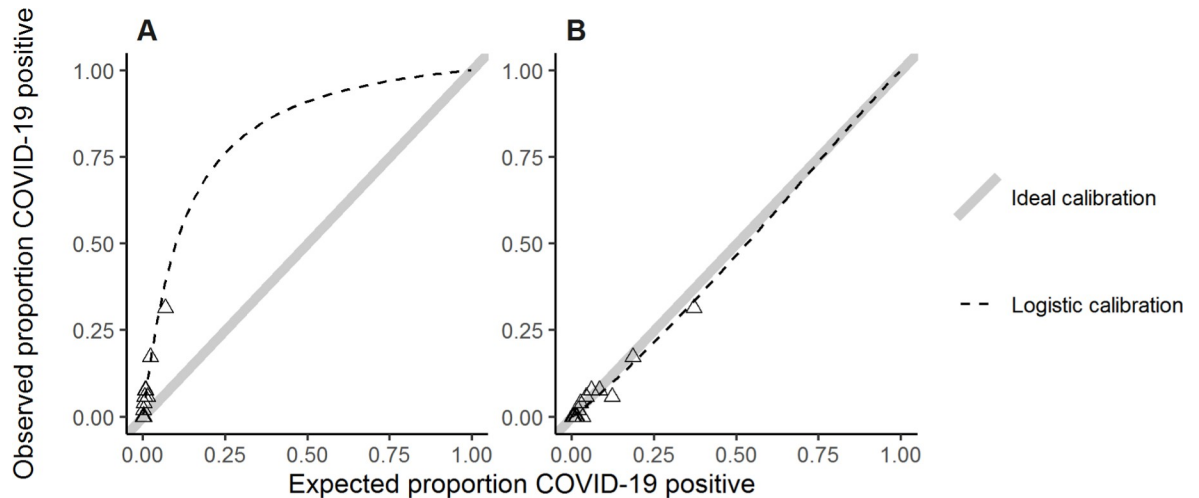 A
B
Observed proportion COVID-19 positive
1.00
0.75
0.50
0.25
0.00
1.00
0.75
0.50
0.25
0.00
0.00 0.25 0.50 0.75 1.00
0.00 0.25 0.50 0.75 1.00
Expected proportion COVID-19 positive
Ideal calibration
Logistic calibration